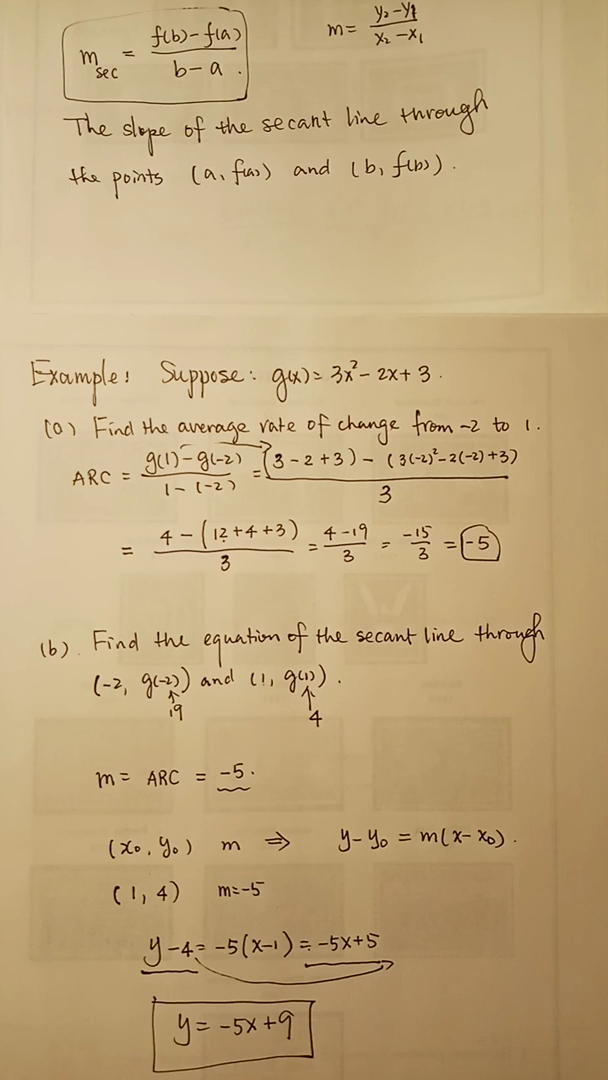 m_sec = (f(b)-f(a))/(b-a).    m = (y₂-y₁)/(x₂-x₁)
The slope of the secant line through
the points (a, f(a)) and (b, f(b)).
Example: Suppose: g(x) = 3x² - 2x + 3.
(a) Find the average rate of change from -2 to 1.
ARC = (g(1)-g(-2))/(1-(-2)) = ((3-2+3) - (3(-2)²-2(-2)+3))/3
= (4-(12+4+3))/3 = (4-19)/3 = -15/3 = -5
(b). Find the equation of the secant line through
(-2, g(-2)) and (1, g(1)).
↑ ↑
19 4
m = ARC = -5.
(x₀, y₀) m ⇒ y-y₀ = m(x-x₀).
(1, 4) m=-5
y-4 = -5(x-1) = -5x+5
y = -5x+9